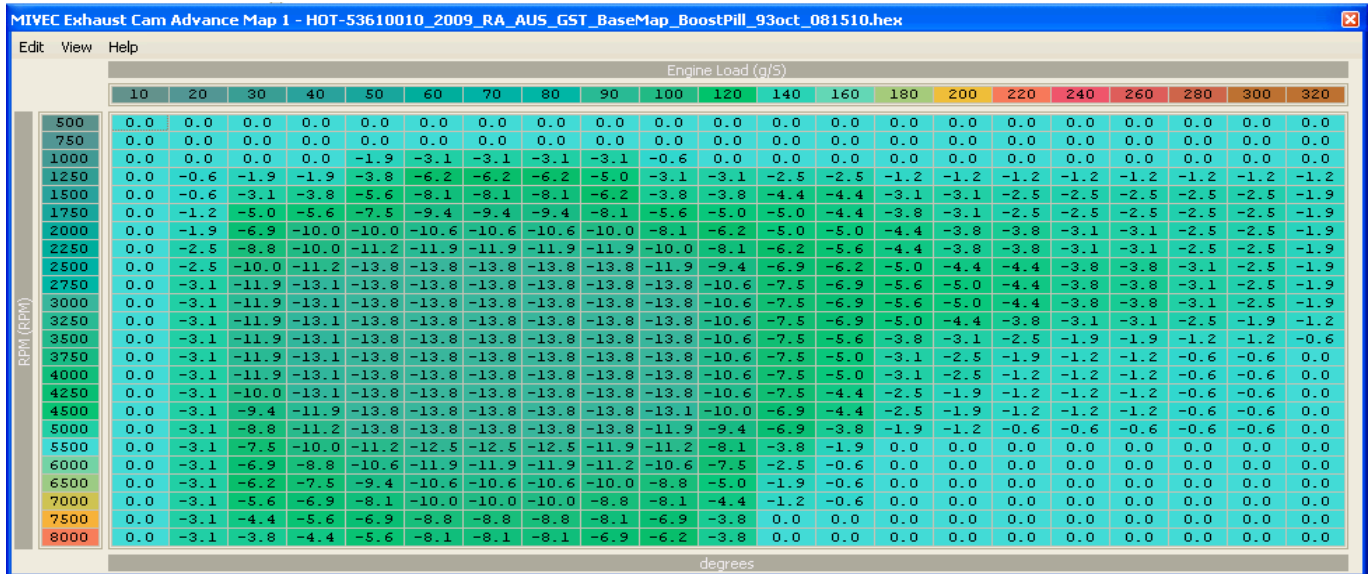 MIVEC Exhaust Cam Advance Map 1 - HOT-53610010_2009_RA_AUS_GST_BaseMap_BoostPill_93oct_081510.hex
Edit View Help
Engine Load (g/S)
10 20 30 40 50 60 70 80 90 100 120 140 160 180 200 220 240 260 280 300 320
RPM (RPM)
500 0.0 0.0 0.0 0.0 0.0 0.0 0.0 0.0 0.0 0.0 0.0 0.0 0.0 0.0 0.0 0.0 0.0 0.0 0.0 0.0 0.0
750 0.0 0.0 0.0 0.0 0.0 0.0 0.0 0.0 0.0 0.0 0.0 0.0 0.0 0.0 0.0 0.0 0.0 0.0 0.0 0.0 0.0
1000 0.0 0.0 0.0 0.0 -1.9 -3.1 -3.1 -3.1 -3.1 -0.6 0.0 0.0 0.0 0.0 0.0 0.0 0.0 0.0 0.0 0.0 0.0
1250 0.0 -0.6 -1.9 -1.9 -3.8 -6.2 -6.2 -6.2 -5.0 -3.1 -3.1 -2.5 -2.5 -1.2 -1.2 -1.2 -1.2 -1.2 -1.2 -1.2 -1.2
1500 0.0 -0.6 -3.1 -3.8 -5.6 -8.1 -8.1 -8.1 -6.2 -3.8 -3.8 -4.4 -4.4 -3.1 -3.1 -2.5 -2.5 -2.5 -2.5 -2.5 -1.9
1750 0.0 -1.2 -5.0 -5.6 -7.5 -9.4 -9.4 -9.4 -8.1 -5.6 -5.0 -5.0 -4.4 -3.8 -3.1 -2.5 -2.5 -2.5 -2.5 -2.5 -1.9
2000 0.0 -1.9 -6.9 -10.0 -10.0 -10.6 -10.6 -10.6 -10.0 -8.1 -6.2 -5.0 -5.0 -4.4 -3.8 -3.8 -3.1 -3.1 -2.5 -2.5 -1.9
2250 0.0 -2.5 -8.8 -10.0 -11.2 -11.9 -11.9 -11.9 -11.9 -10.0 -8.1 -6.2 -5.6 -4.4 -3.8 -3.8 -3.1 -3.1 -2.5 -2.5 -1.9
2500 0.0 -2.5 -10.0 -11.2 -13.8 -13.8 -13.8 -13.8 -13.8 -11.9 -9.4 -6.9 -6.2 -5.0 -4.4 -4.4 -3.8 -3.8 -3.1 -2.5 -1.9
2750 0.0 -3.1 -11.9 -13.1 -13.8 -13.8 -13.8 -13.8 -13.8 -13.8 -10.6 -7.5 -6.9 -5.6 -5.0 -4.4 -3.8 -3.8 -3.1 -2.5 -1.9
3000 0.0 -3.1 -11.9 -13.1 -13.8 -13.8 -13.8 -13.8 -13.8 -13.8 -10.6 -7.5 -6.9 -5.6 -5.0 -4.4 -3.8 -3.8 -3.1 -2.5 -1.9
3250 0.0 -3.1 -11.9 -13.1 -13.8 -13.8 -13.8 -13.8 -13.8 -13.8 -10.6 -7.5 -6.9 -5.0 -4.4 -3.8 -3.1 -3.1 -2.5 -1.9 -1.2
3500 0.0 -3.1 -11.9 -13.1 -13.8 -13.8 -13.8 -13.8 -13.8 -13.8 -10.6 -7.5 -5.6 -3.8 -3.1 -2.5 -1.9 -1.9 -1.2 -1.2 -0.6
3750 0.0 -3.1 -11.9 -13.1 -13.8 -13.8 -13.8 -13.8 -13.8 -13.8 -10.6 -7.5 -5.0 -3.1 -2.5 -1.9 -1.2 -1.2 -0.6 -0.6 0.0
4000 0.0 -3.1 -11.9 -13.1 -13.8 -13.8 -13.8 -13.8 -13.8 -13.8 -10.6 -7.5 -5.0 -3.1 -2.5 -1.2 -1.2 -1.2 -0.6 -0.6 0.0
4250 0.0 -3.1 -10.0 -13.1 -13.8 -13.8 -13.8 -13.8 -13.8 -13.8 -10.6 -7.5 -4.4 -2.5 -1.9 -1.2 -1.2 -1.2 -0.6 -0.6 0.0
4500 0.0 -3.1 -9.4 -11.9 -13.8 -13.8 -13.8 -13.8 -13.8 -13.1 -10.0 -6.9 -4.4 -2.5 -1.9 -1.2 -1.2 -1.2 -0.6 -0.6 0.0
5000 0.0 -3.1 -8.8 -11.2 -13.8 -13.8 -13.8 -13.8 -13.8 -11.9 -9.4 -6.9 -3.8 -1.9 -1.2 -0.6 -0.6 -0.6 -0.6 -0.6 0.0
5500 0.0 -3.1 -7.5 -10.0 -11.2 -12.5 -12.5 -12.5 -11.9 -11.2 -8.1 -3.8 -1.9 0.0 0.0 0.0 0.0 0.0 0.0 0.0 0.0
6000 0.0 -3.1 -6.9 -8.8 -10.6 -11.9 -11.9 -11.9 -11.2 -10.6 -7.5 -2.5 -0.6 0.0 0.0 0.0 0.0 0.0 0.0 0.0 0.0
6500 0.0 -3.1 -6.2 -7.5 -9.4 -10.6 -10.6 -10.6 -10.0 -8.8 -5.0 -1.9 -0.6 0.0 0.0 0.0 0.0 0.0 0.0 0.0 0.0
7000 0.0 -3.1 -5.6 -6.9 -8.1 -10.0 -10.0 -10.0 -8.8 -8.1 -4.4 -1.2 -0.6 0.0 0.0 0.0 0.0 0.0 0.0 0.0 0.0
7500 0.0 -3.1 -4.4 -5.6 -6.9 -8.8 -8.8 -8.8 -8.1 -6.9 -3.8 0.0 0.0 0.0 0.0 0.0 0.0 0.0 0.0 0.0 0.0
8000 0.0 -3.1 -3.8 -4.4 -5.6 -8.1 -8.1 -8.1 -6.9 -6.2 -3.8 0.0 0.0 0.0 0.0 0.0 0.0 0.0 0.0 0.0 0.0
degrees